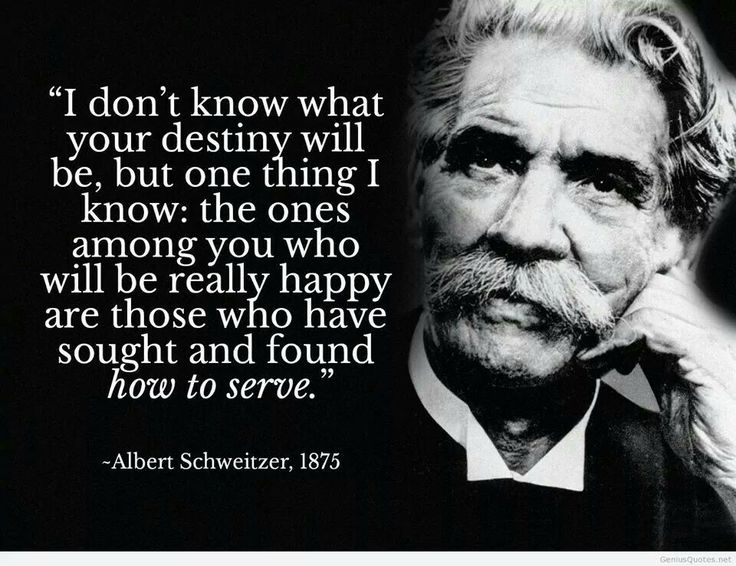 “I don’t know what
your destiny will
be, but one thing I
know: the ones
among you who
will be really happy
are those who have
sought and found
how to serve.”
~Albert Schweitzer, 1875
GeniusQuotes.net